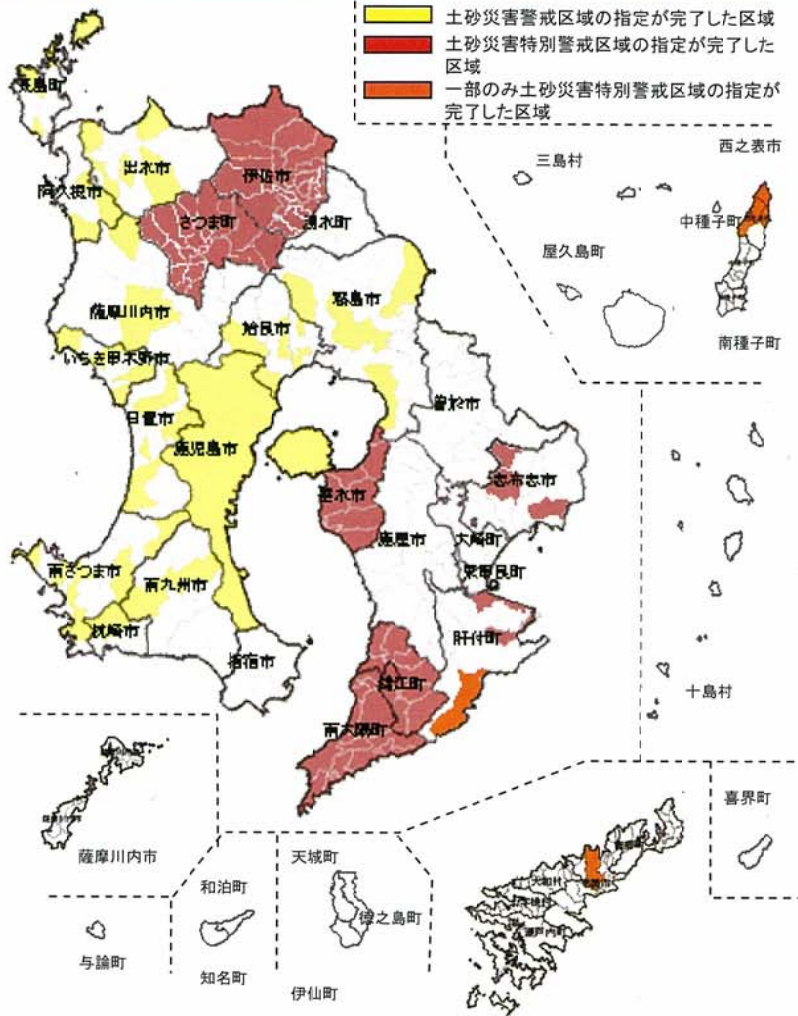 土砂災害警戒区域の指定が完了した区域
土砂災害特別警戒区域の指定が完了した
区域
一部のみ土砂災害特別警戒区域の指定が
完了した区域
長島町
出水市
阿久根市
伊佐市
さつま町
湧水町
薩摩川内市
姶良市
霧島市
いちき串木野市
日置市
鹿児島市
曽於市
志布志市
垂水市
鹿屋市
大崎町
東串良町
南さつま市
南九州市
枕崎市
指宿市
肝付町
錦江町
南大隅町
三島村
西之表市
中種子町
屋久島町
南種子町
十島村
薩摩川内市
与論町
和泊町
知名町
天城町
徳之島町
伊仙町
大和村
瀬戸内町
喜界町